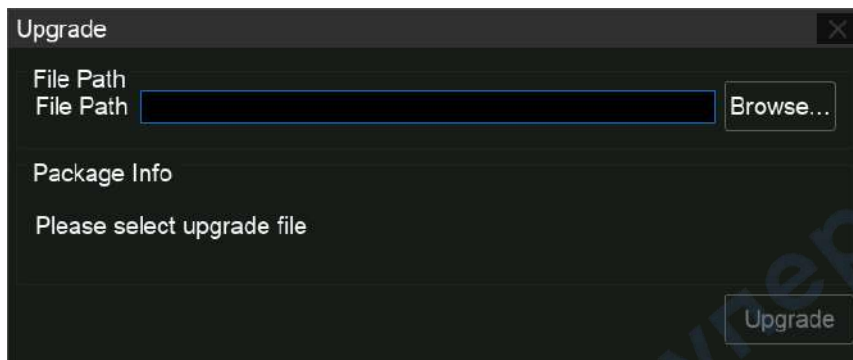 Upgrade
File Path
File Path Browse...
Package Info
Please select upgrade file
Upgrade